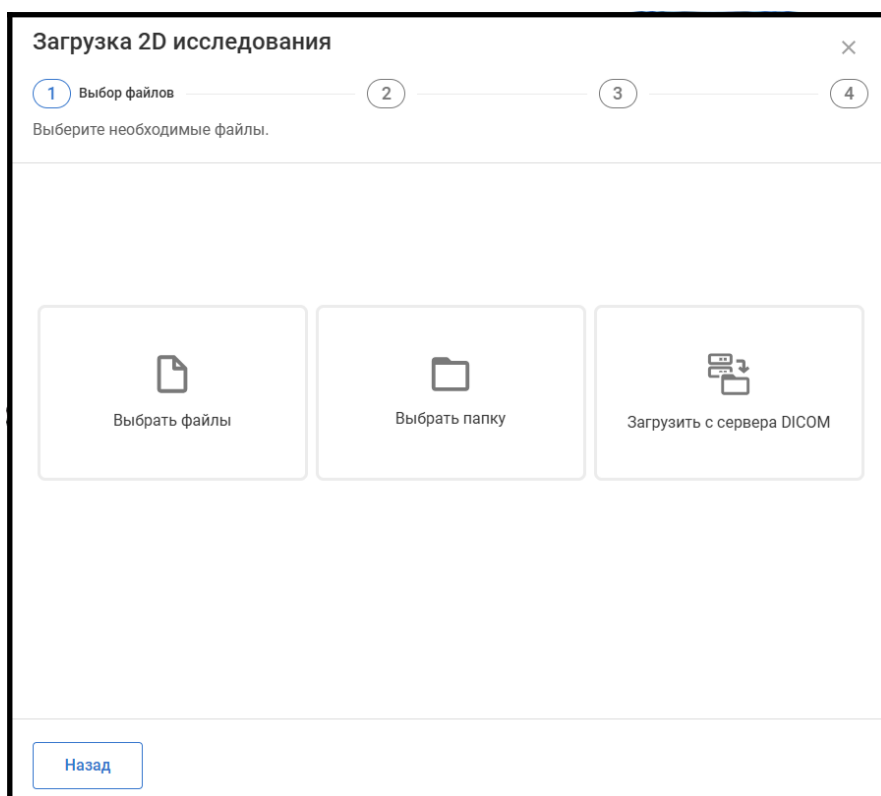 Загрузка 2D исследования
1 Выбор файлов 2 3 4
Выберите необходимые файлы.
Выбрать файлы
Выбрать папку
Загрузить с сервера DICOM
Назад